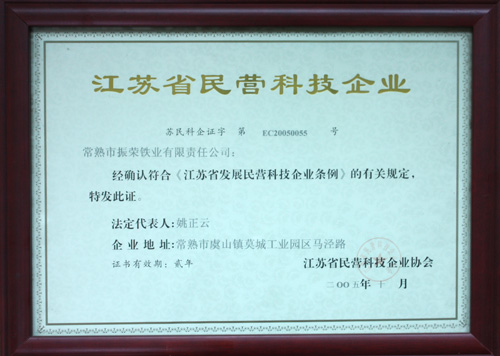 江苏省民营科技企业
苏民科企证字 第 EC20050055 号
常熟市振荣铁业有限责任公司:
经确认符合《江苏省发展民营科技企业条例》的有关规定,
特发此证。
法定代表人:姚正云
企业地址:常熟市虞山镇莫城工业园区马泾路
证书有效期:贰年
江苏省民营科技企业协会
二〇〇五年十月